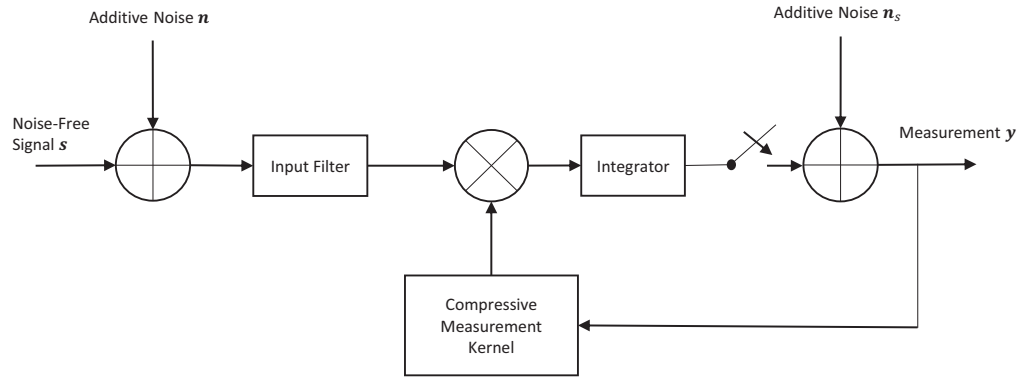 Additive Noise n
Additive Noise nₛ
Noise-Free
Signal s
Input Filter
Integrator
Measurement y
Compressive
Measurement
Kernel